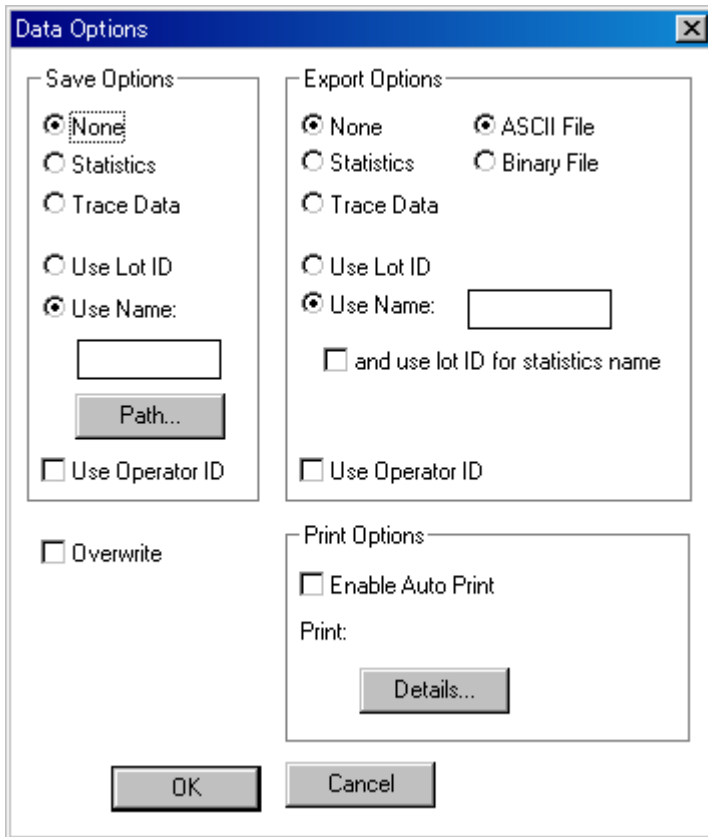 Data Options
Save Options
None
Statistics
Trace Data
Use Lot ID
Use Name:
Path...
Use Operator ID
Overwrite
Export Options
None
ASCII File
Statistics
Binary File
Trace Data
Use Lot ID
Use Name:
and use lot ID for statistics name
Use Operator ID
Print Options
Enable Auto Print
Print:
Details...
OK
Cancel